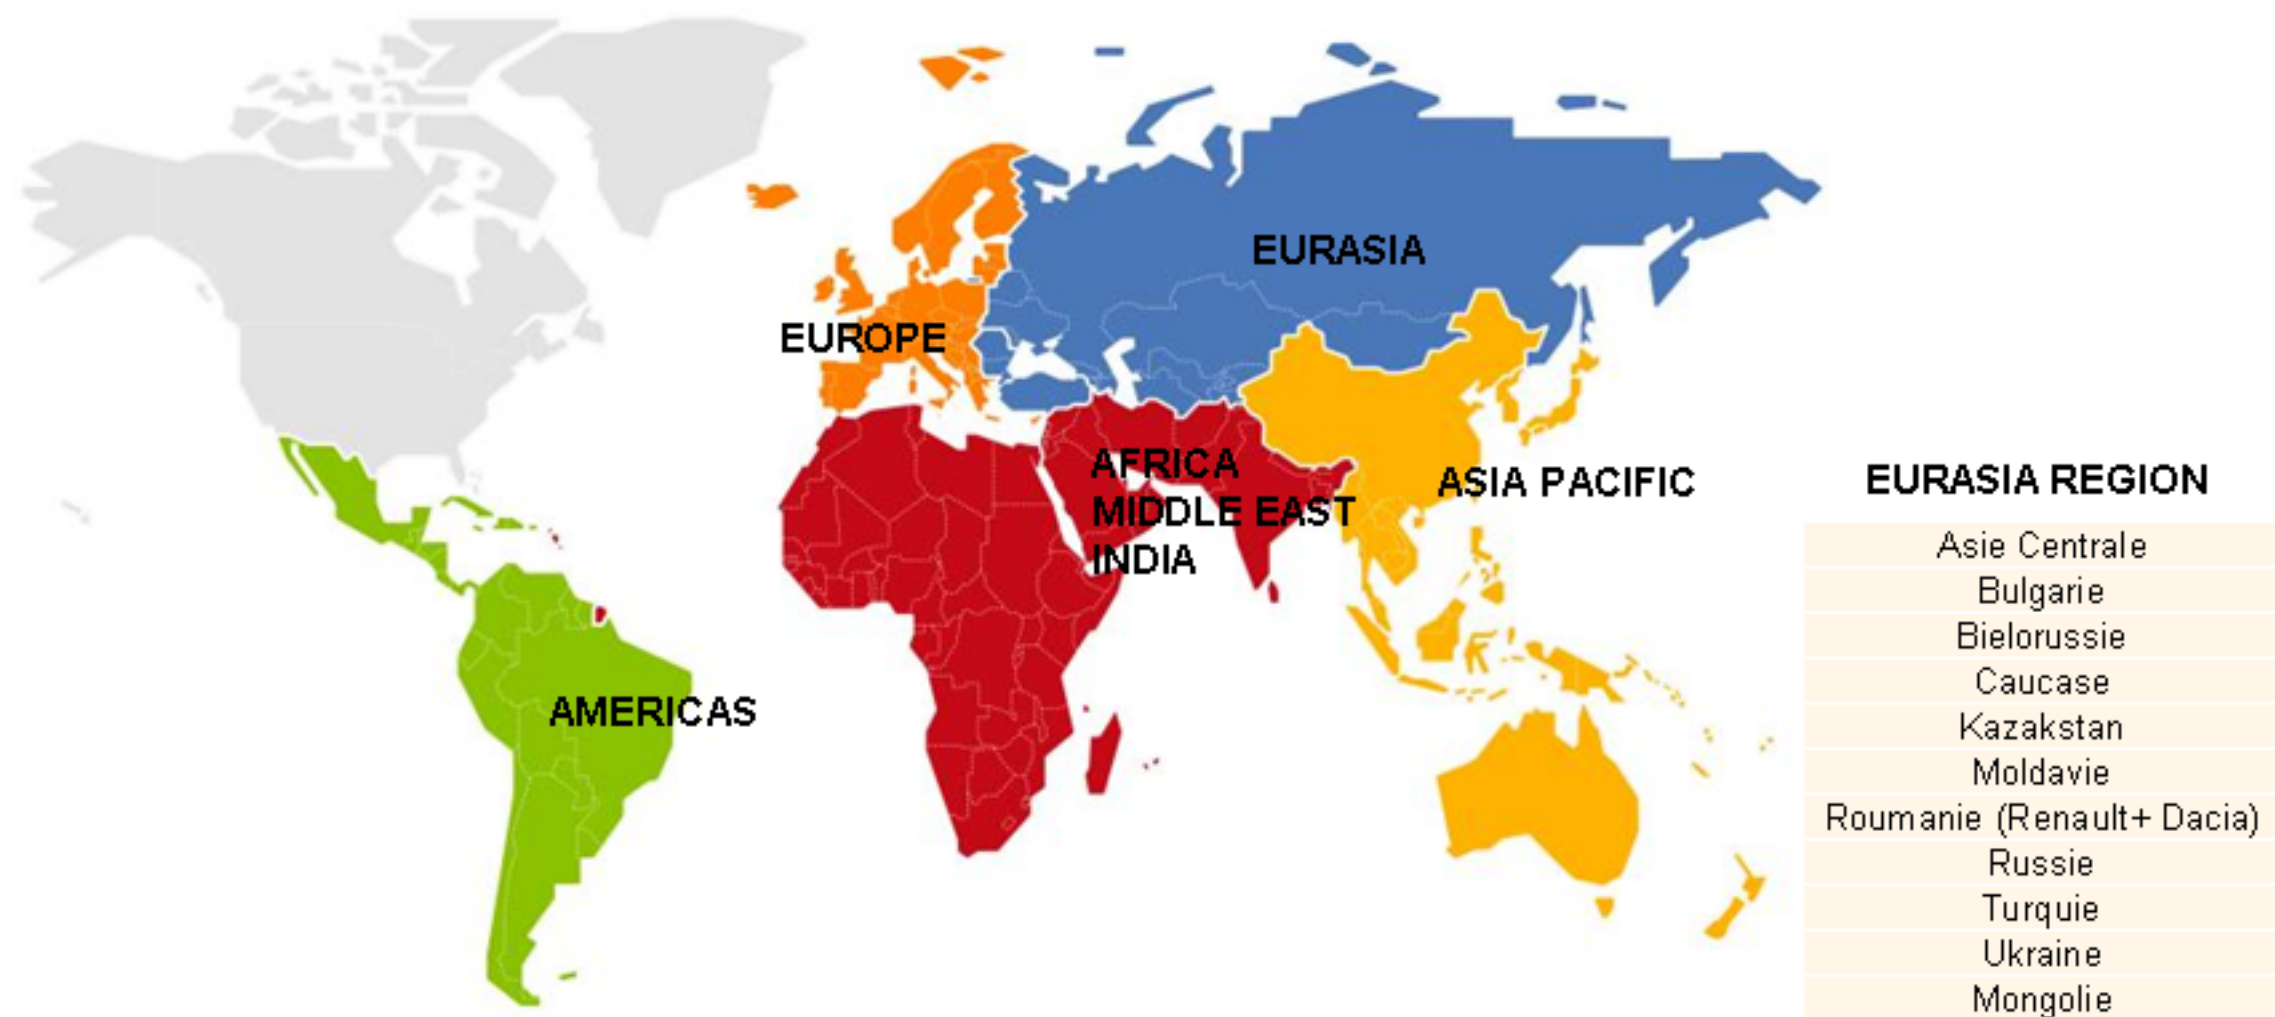 EURASIA
EUROPE
AFRICA
MIDDLE EAST
INDIA
ASIA PACIFIC
AMERICAS
EURASIA REGION
Asie Centrale
Bulgarie
Bielorussie
Caucase
Kazakstan
Moldavie
Roumanie (Renault+ Dacia)
Russie
Turquie
Ukraine
Mongolie